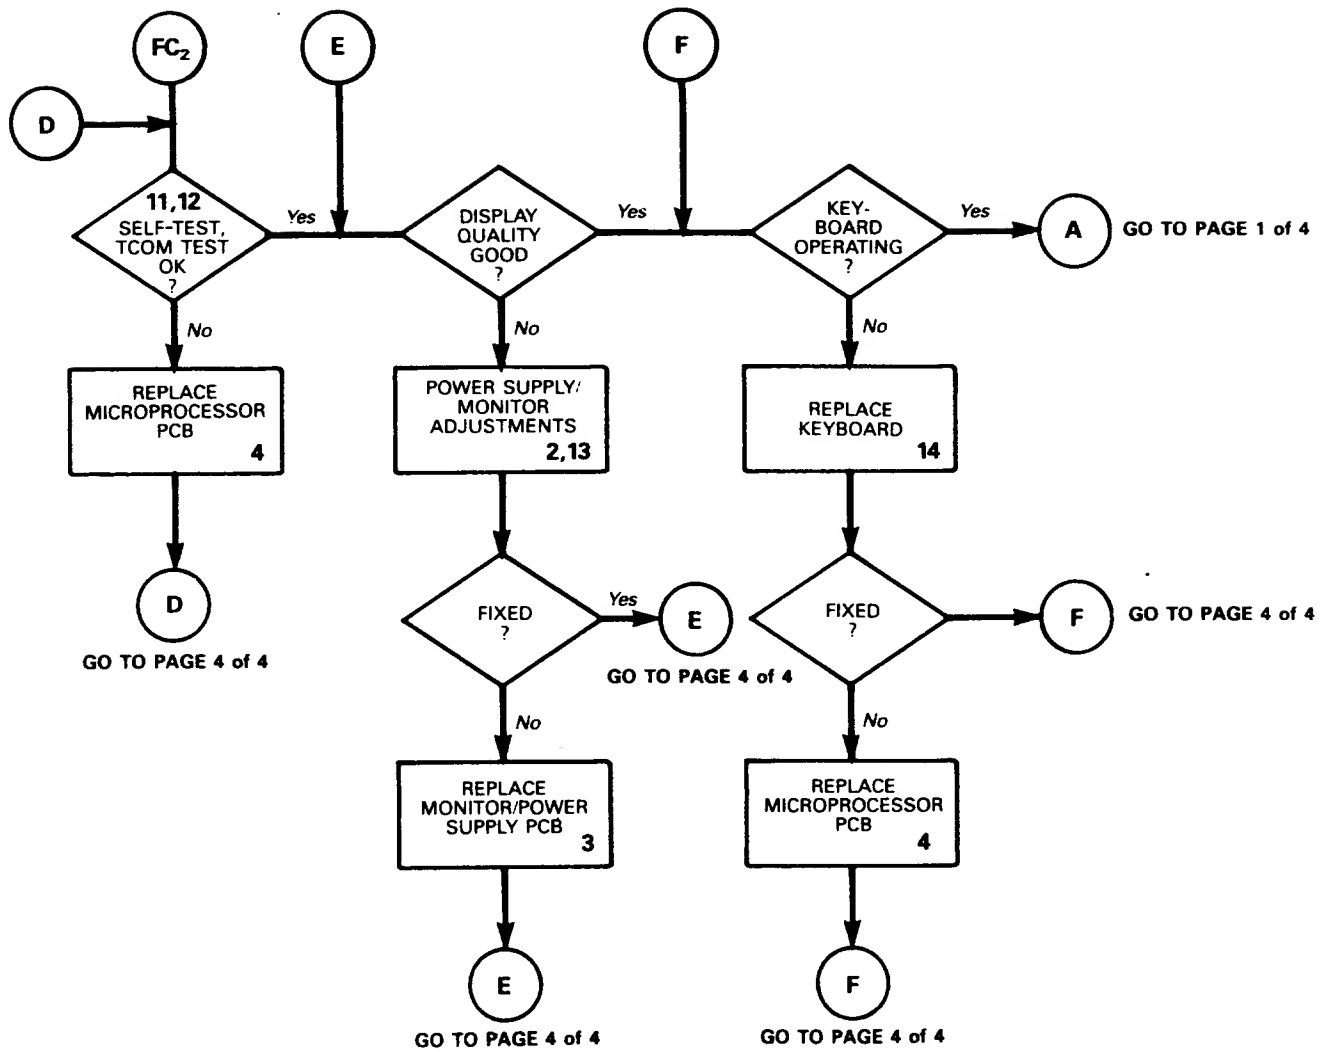 FC2
E
F
D
11,12
SELF-TEST,
TCOM TEST
OK
?
Yes
DISPLAY
QUALITY
GOOD
?
Yes
KEY-
BOARD
OPERATING
?
Yes
A
GO TO PAGE 1 of 4
No
No
No
REPLACE
MICROPROCESSOR
PCB
4
POWER SUPPLY/
MONITOR
ADJUSTMENTS
2,13
REPLACE
KEYBOARD
14
D
GO TO PAGE 4 of 4
FIXED
?
Yes
E
GO TO PAGE 4 of 4
FIXED
?
F
GO TO PAGE 4 of 4
No
No
REPLACE
MONITOR/POWER
SUPPLY PCB
3
REPLACE
MICROPROCESSOR
PCB
4
E
GO TO PAGE 4 of 4
F
GO TO PAGE 4 of 4